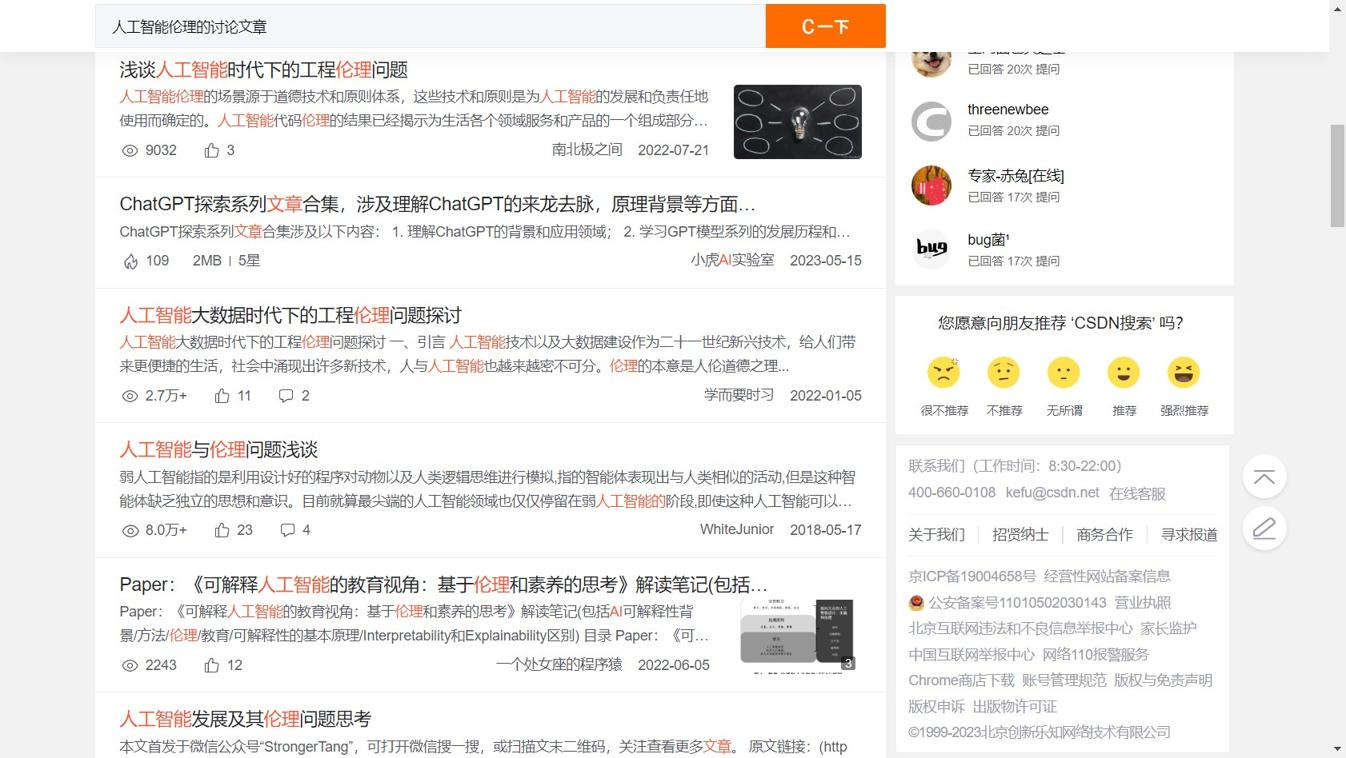 人工智能伦理的讨论文章
C一下
浅谈人工智能时代下的工程伦理问题
人工智能伦理的场景源于道德技术和原则体系，这些技术和原则是为人工智能的发展和负责任地
使用而确定的。人工智能代码伦理的结果已经揭示为生活各个领域服务和产品的一个组成部分…
9032 3 南北极之间 2022-07-21
ChatGPT探索系列文章合集，涉及理解ChatGPT的来龙去脉，原理背景等方面…
ChatGPT探索系列文章合集涉及以下内容： 1. 理解ChatGPT的背景和应用领域； 2. 学习GPT模型系列的发展历程和…
109 2MB | 5星 小虎AI实验室 2023-05-15
人工智能大数据时代下的工程伦理问题探讨
人工智能大数据时代下的工程伦理问题探讨 一、引言 人工智能技术以及大数据建设作为二十一世纪新兴技术，给人们带
来更便捷的生活，社会中涌现出许多新技术，人与人工智能也越来越密不可分。伦理的本意是人伦道德之理...
2.7万+ 11 2 学而要时习 2022-01-05
人工智能与伦理问题浅谈
弱人工智能指的是利用设计好的程序对动物以及人类逻辑思维进行模拟,指的智能体表现出与人类相似的活动,但是这种智
能体缺乏独立的思想和意识。目前就算最尖端的人工智能领域也仅仅停留在弱人工智能的阶段,即使这种人工智能可以…
8.0万+ 23 4 WhiteJunior 2018-05-17
Paper：《可解释人工智能的教育视角：基于伦理和素养的思考》解读笔记(包括…
Paper：《可解释人工智能的教育视角：基于伦理和素养的思考》解读笔记(包括AI可解释性背
景/方法/伦理/教育/可解释性的基本原理/Interpretability和Explainability区别) 目录 Paper：《可…
3
2243 12 一个处女座的程序猿 2022-06-05
人工智能发展及其伦理问题思考
本文首发于微信公众号“StrongerTang”，可打开微信搜一搜，或扫描文末二维码，关注查看更多文章。 原文链接：(http
已回答 20次 提问
threenewbee
已回答 20次 提问
专家-赤兔[在线]
已回答 17次 提问
bug
bug菌¹
已回答 17次 提问
您愿意向朋友推荐 ‘CSDN搜索’ 吗?
很不推荐 不推荐 无所谓 推荐 强烈推荐
联系我们（工作时间：8:30-22:00）
400-660-0108 kefu@csdn.net 在线客服
关于我们 招贤纳士 商务合作 寻求报道
京ICP备19004658号 经营性网站备案信息
公安备案号11010502030143 营业执照
北京互联网违法和不良信息举报中心 家长监护
中国互联网举报中心 网络110报警服务
Chrome商店下载 账号管理规范 版权与免责声明
版权申诉 出版物许可证
©1999-2023北京创新乐知网络技术有限公司